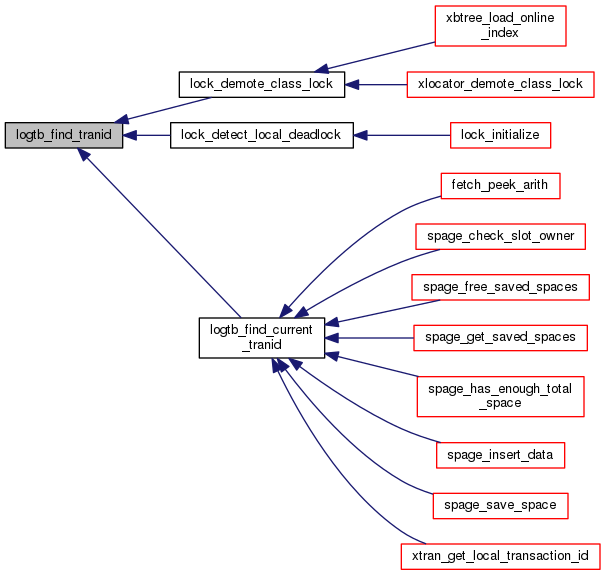 xbtree_load_online
_index
lock_demote_class_lock
xlocator_demote_class_lock
logtb_find_tranid
lock_detect_local_deadlock
lock_initialize
fetch_peek_arith
spage_check_slot_owner
spage_free_saved_spaces
logtb_find_current
_tranid
spage_get_saved_spaces
spage_has_enough_total
_space
spage_insert_data
spage_save_space
xtran_get_local_transaction_id